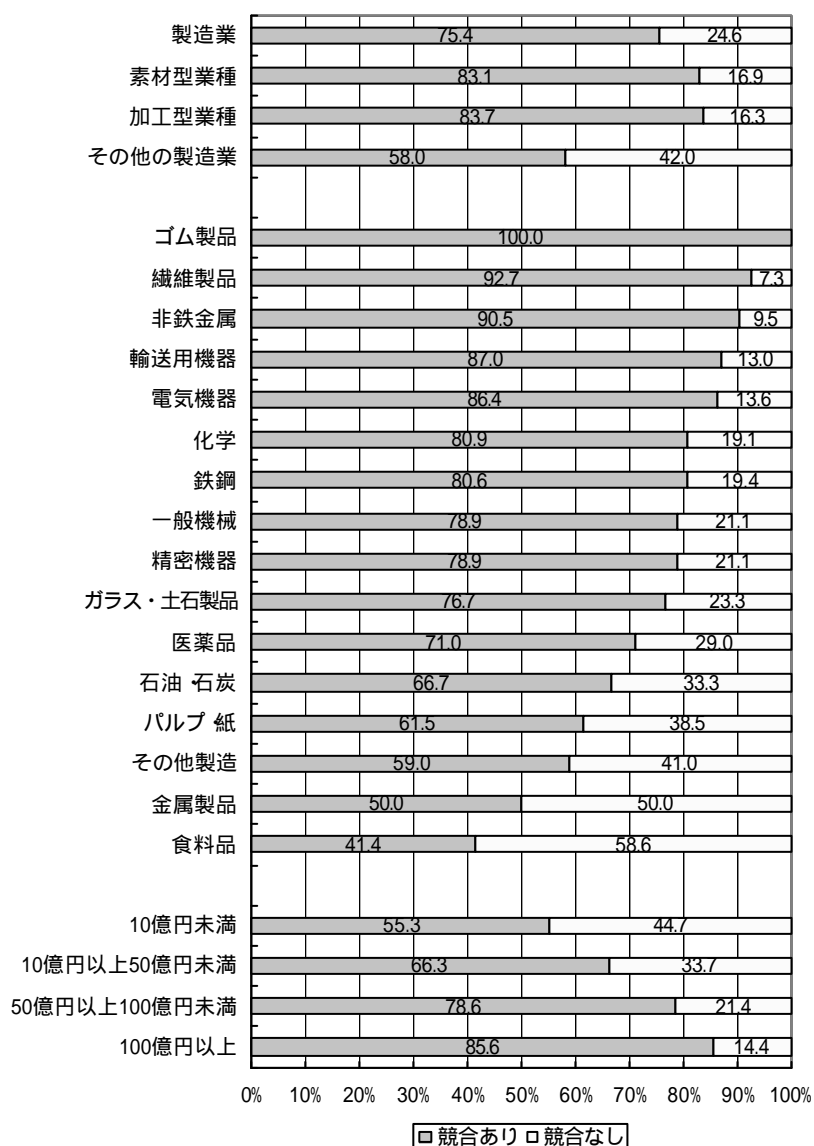 製造業 75.4 24.6
素材型業種 83.1 16.9
加工型業種 83.7 16.3
その他の製造業 58.0 42.0
ゴム製品 100.0
繊維製品 92.7 7.3
非鉄金属 90.5 9.5
輸送用機器 87.0 13.0
電気機器 86.4 13.6
化学 80.9 19.1
鉄鋼 80.6 19.4
一般機械 78.9 21.1
精密機器 78.9 21.1
ガラス・土石製品 76.7 23.3
医薬品 71.0 29.0
石油・石炭 66.7 33.3
パルプ・紙 61.5 38.5
その他製造 59.0 41.0
金属製品 50.0 50.0
食料品 41.4 58.6
10億円未満 55.3 44.7
10億円以上50億円未満 66.3 33.7
50億円以上100億円未満 78.6 21.4
100億円以上 85.6 14.4
0% 10% 20% 30% 40% 50% 60% 70% 80% 90% 100%
競合あり 競合なし